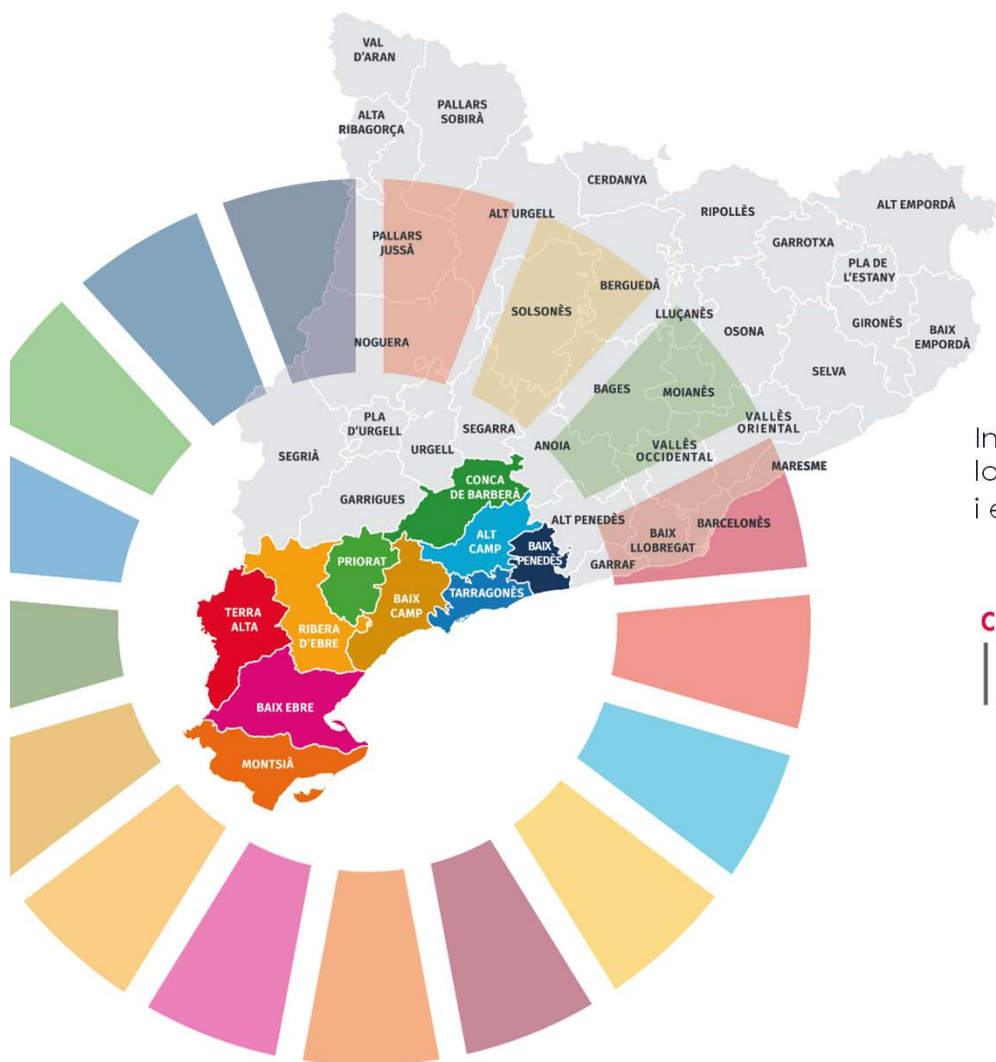 VAL
D'ARAN
ALTA
RIBAGORÇA
PALLARS
SOBIRÀ
CERDANYA
RIPOLLÈS
ALT EMPORDÀ
ALT URGELL
GARROTXA
PALLARS
JUSSÀ
PLA DE
L'ESTANY
BERGUEDÀ
SOLSONÈS
LLUÇANÈS
OSONA
GIRONÈS
BAIX
EMPORDÀ
NOGUERA
SELVA
BAGES
MOIANÈS
PLA
D'URGELL
SEGARRA
VALLÈS
ORIENTAL
SEGRIÀ
URGELL
ANOIA
VALLÈS
OCCIDENTAL
MARESME
GARRIGUES
CONCA
DE BARBERÀ
ALT PENEDÈS
BARCELONÈS
BAIX
LLOBREGAT
ALT
CAMP
BAIX
PENEDÈS
GARRAF
PRIORAT
TARRAGONÈS
BAIX
CAMP
TERRA
ALTA
RIBERA
D'EBRE
BAIX EBRE
MONTSIÀ
i